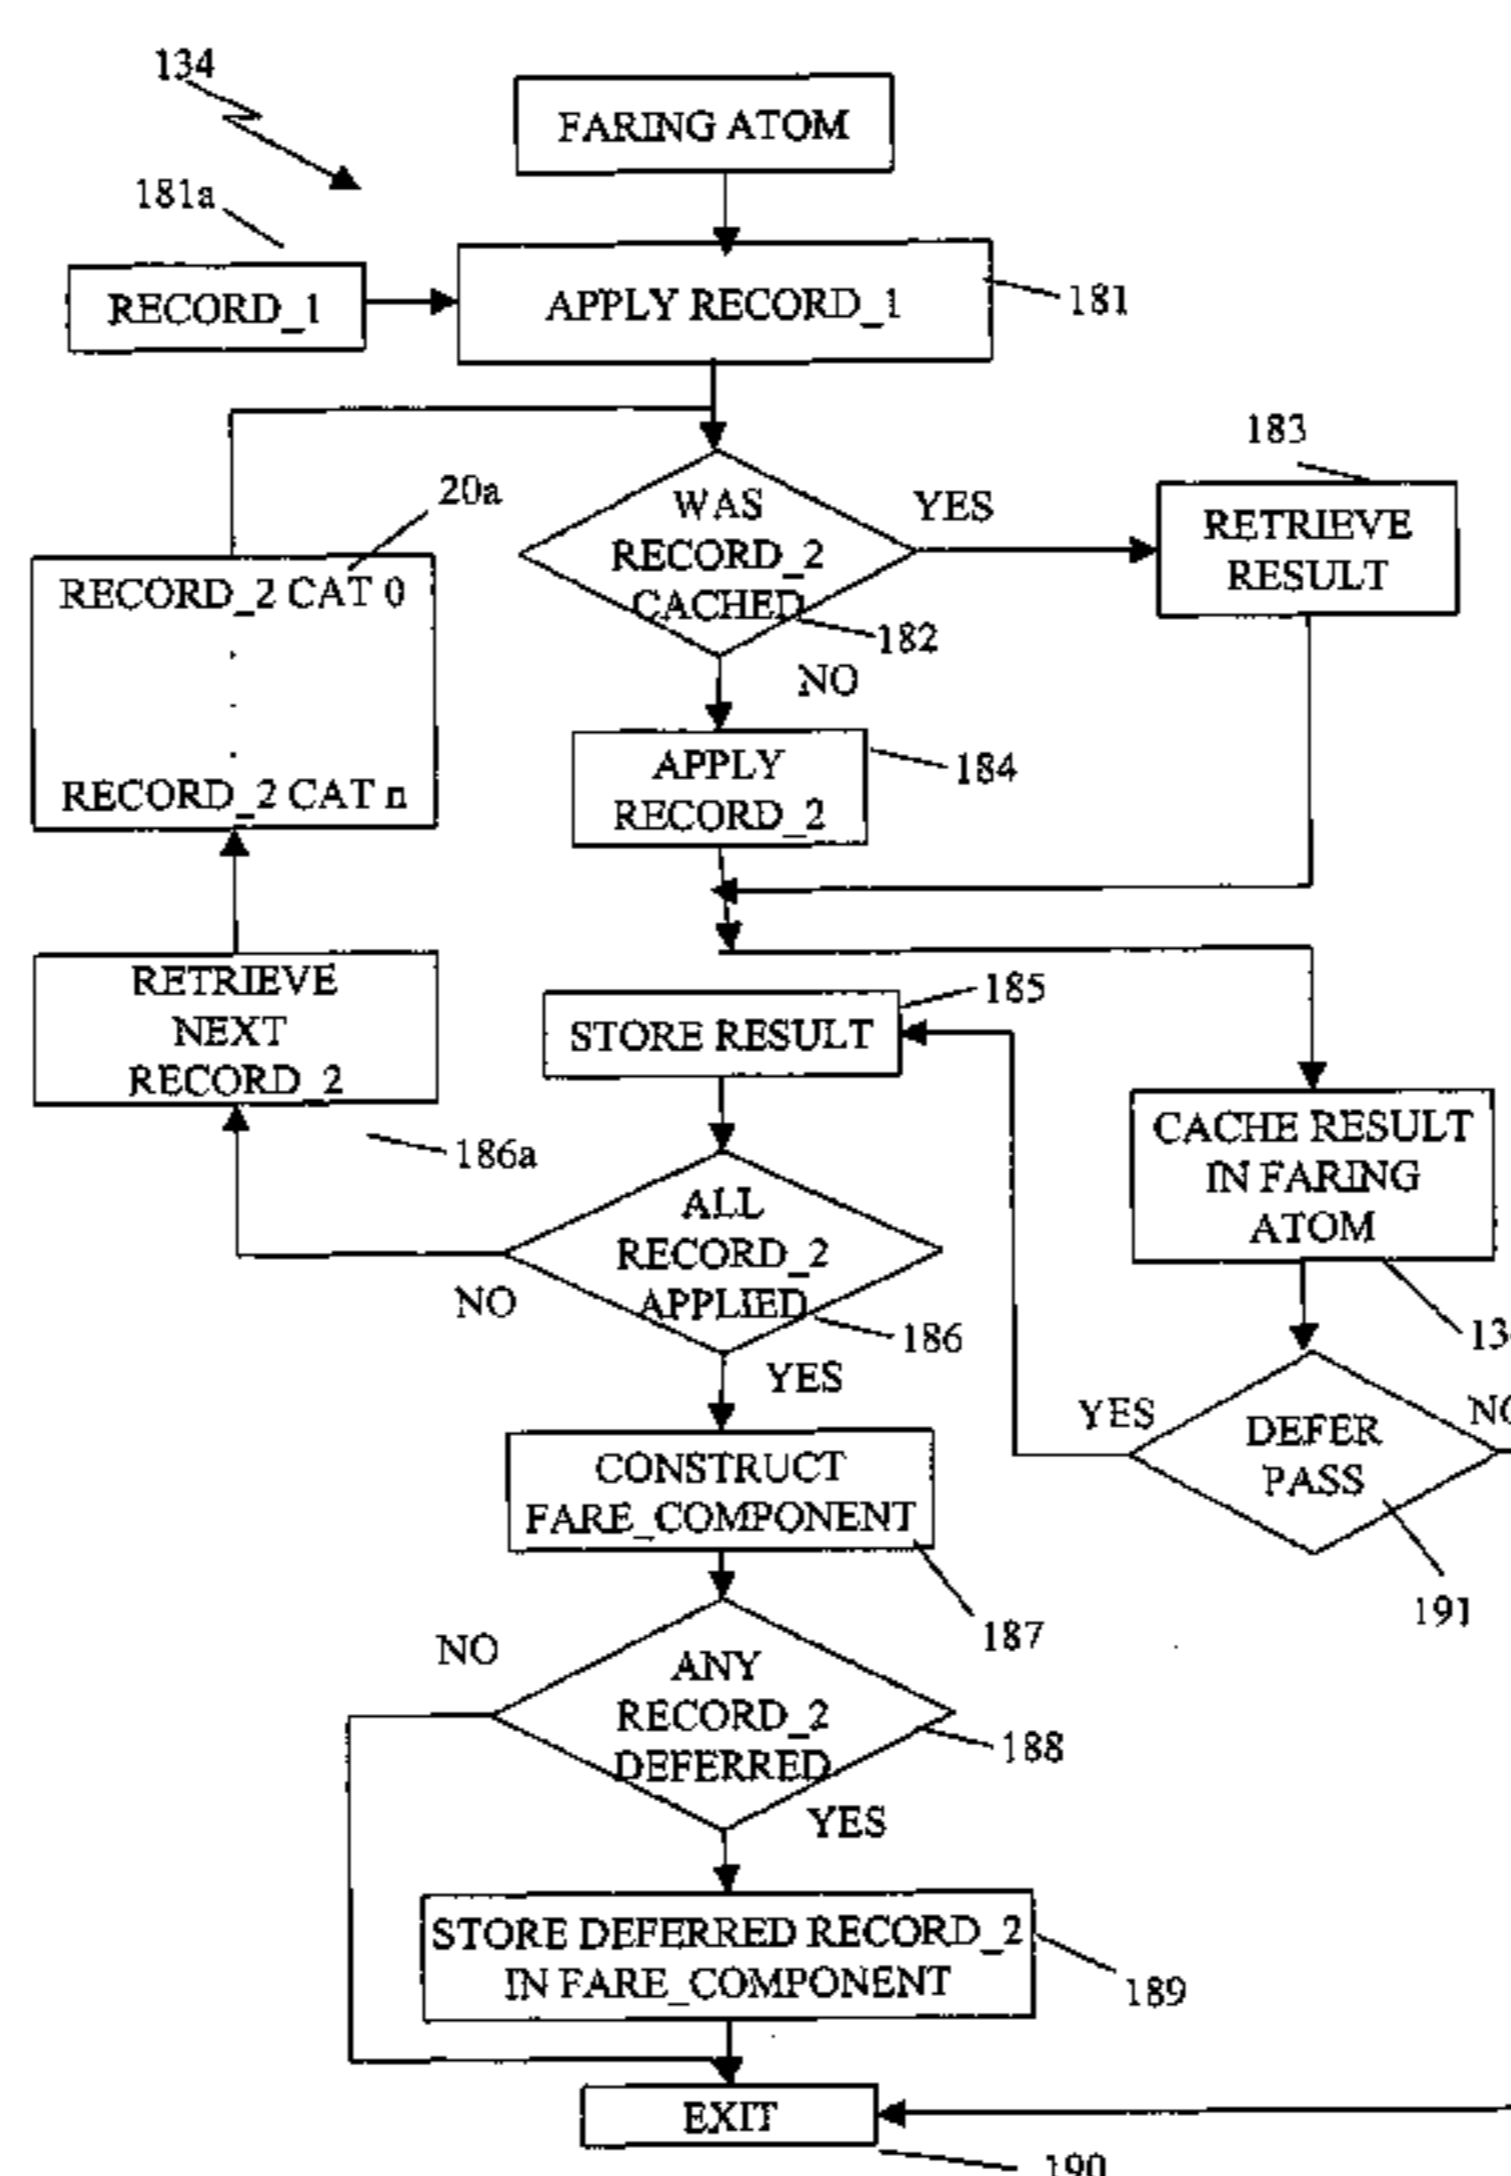 134
FARING ATOM
181a
RECORD_1
APPLY RECORD_1
181
183
20a
WAS
RECORD_2
CACHED
YES
RETRIEVE
RESULT
182
RECORD_2 CAT 0
.
.
.
RECORD_2 CAT n
NO
APPLY
RECORD_2
184
RETRIEVE
NEXT
RECORD_2
185
STORE RESULT
186a
CACHE RESULT
IN FARING
ATOM
ALL
RECORD_2
APPLIED
NO
186
YES
YES
DEFER
PASS
191
CONSTRUCT
FARE_COMPONENT
187
NO
ANY
RECORD_2
DEFERRED
188
YES
STORE DEFERRED RECORD_2
IN FARE_COMPONENT
189
EXIT
190